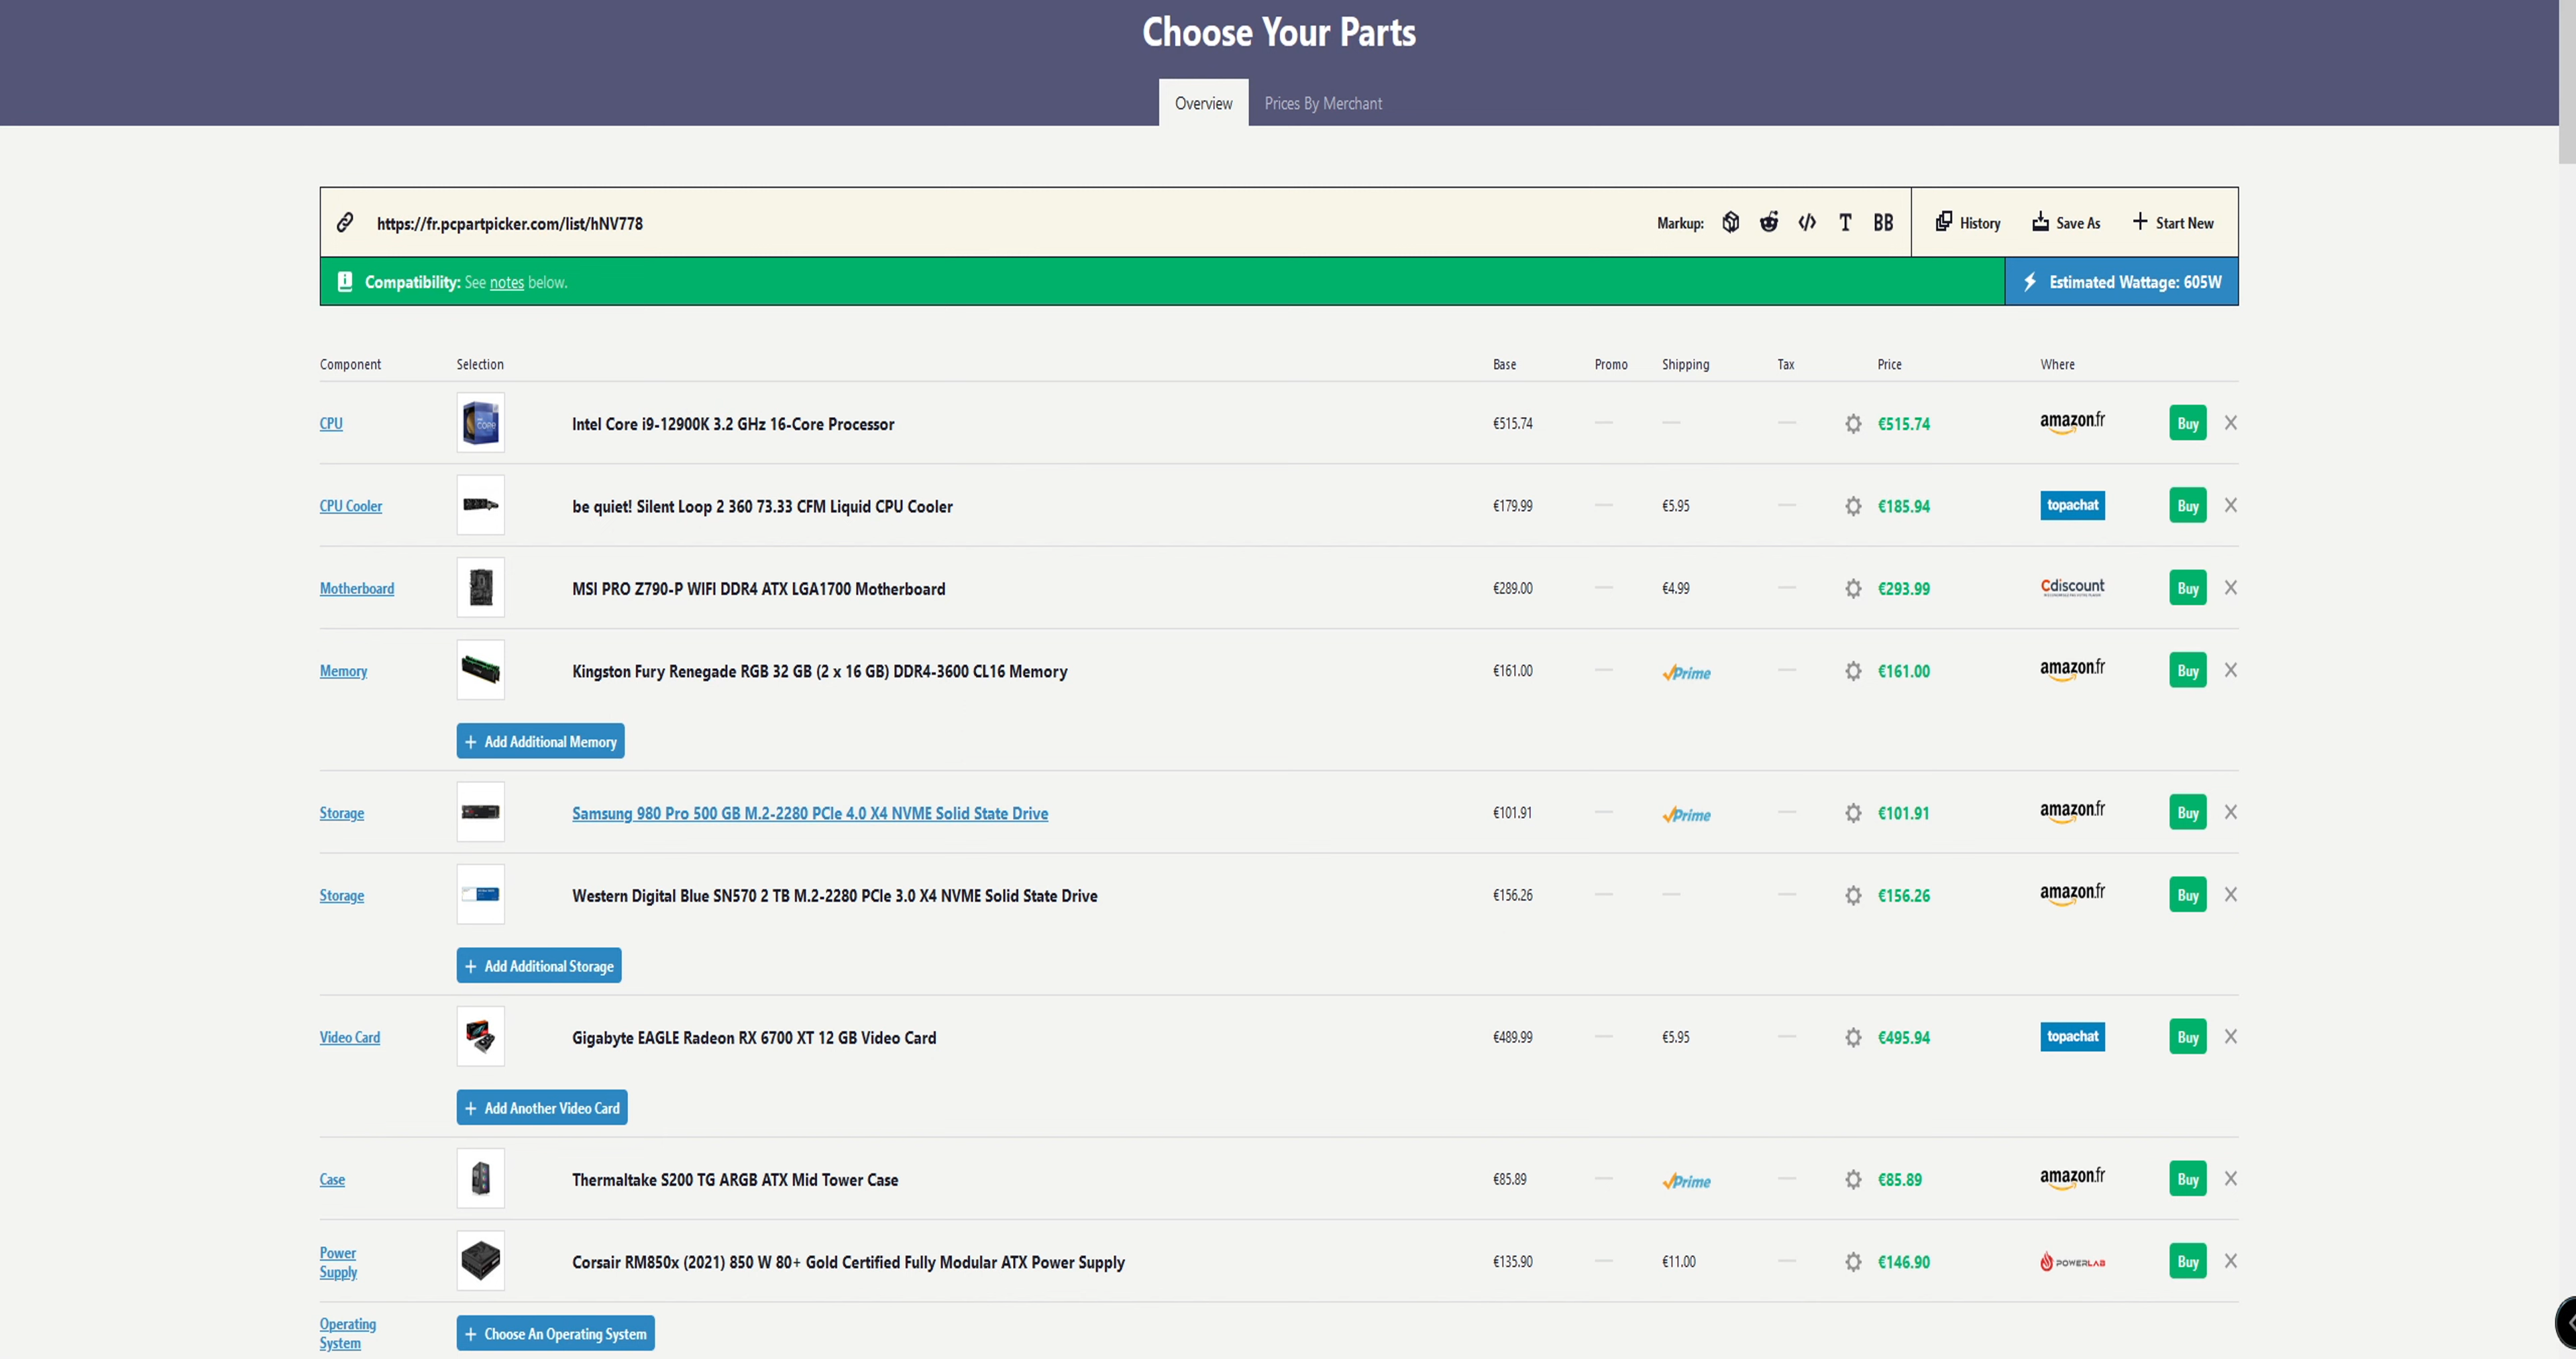 Choose Your Parts
Overview Prices By Merchant
https://fr.pcpartpicker.com/list/hNV778 Markup: BB History Save As + Start New
Compatibility: See notes below. Estimated Wattage: 605W
Component Selection Base Promo Shipping Tax Price Where
CPU Intel Core i9-12900K 3.2 GHz 16-Core Processor €515.74 — — — €515.74 amazon.fr Buy
CPU Cooler be quiet! Silent Loop 2 360 73.33 CFM Liquid CPU Cooler €179.99 — €5.95 — €185.94 topachat Buy
Motherboard MSI PRO Z790-P WIFI DDR4 ATX LGA1700 Motherboard €289.00 — €4.99 — €293.99 Cdiscount Buy
Memory Kingston Fury Renegade RGB 32 GB (2 x 16 GB) DDR4-3600 CL16 Memory €161.00 — Prime — €161.00 amazon.fr Buy
+ Add Additional Memory
Storage Samsung 980 Pro 500 GB M.2-2280 PCIe 4.0 X4 NVME Solid State Drive €101.91 — Prime — €101.91 amazon.fr Buy
Storage Western Digital Blue SN570 2 TB M.2-2280 PCIe 3.0 X4 NVME Solid State Drive €156.26 — — — €156.26 amazon.fr Buy
+ Add Additional Storage
Video Card Gigabyte EAGLE Radeon RX 6700 XT 12 GB Video Card €489.99 — €5.95 — €495.94 topachat Buy
+ Add Another Video Card
Case Thermaltake S200 TG ARGB ATX Mid Tower Case €85.89 — Prime — €85.89 amazon.fr Buy
Power Supply Corsair RM850x (2021) 850 W 80+ Gold Certified Fully Modular ATX Power Supply €135.90 — €11.00 — €146.90 POWERLAB Buy
Operating System + Choose An Operating System